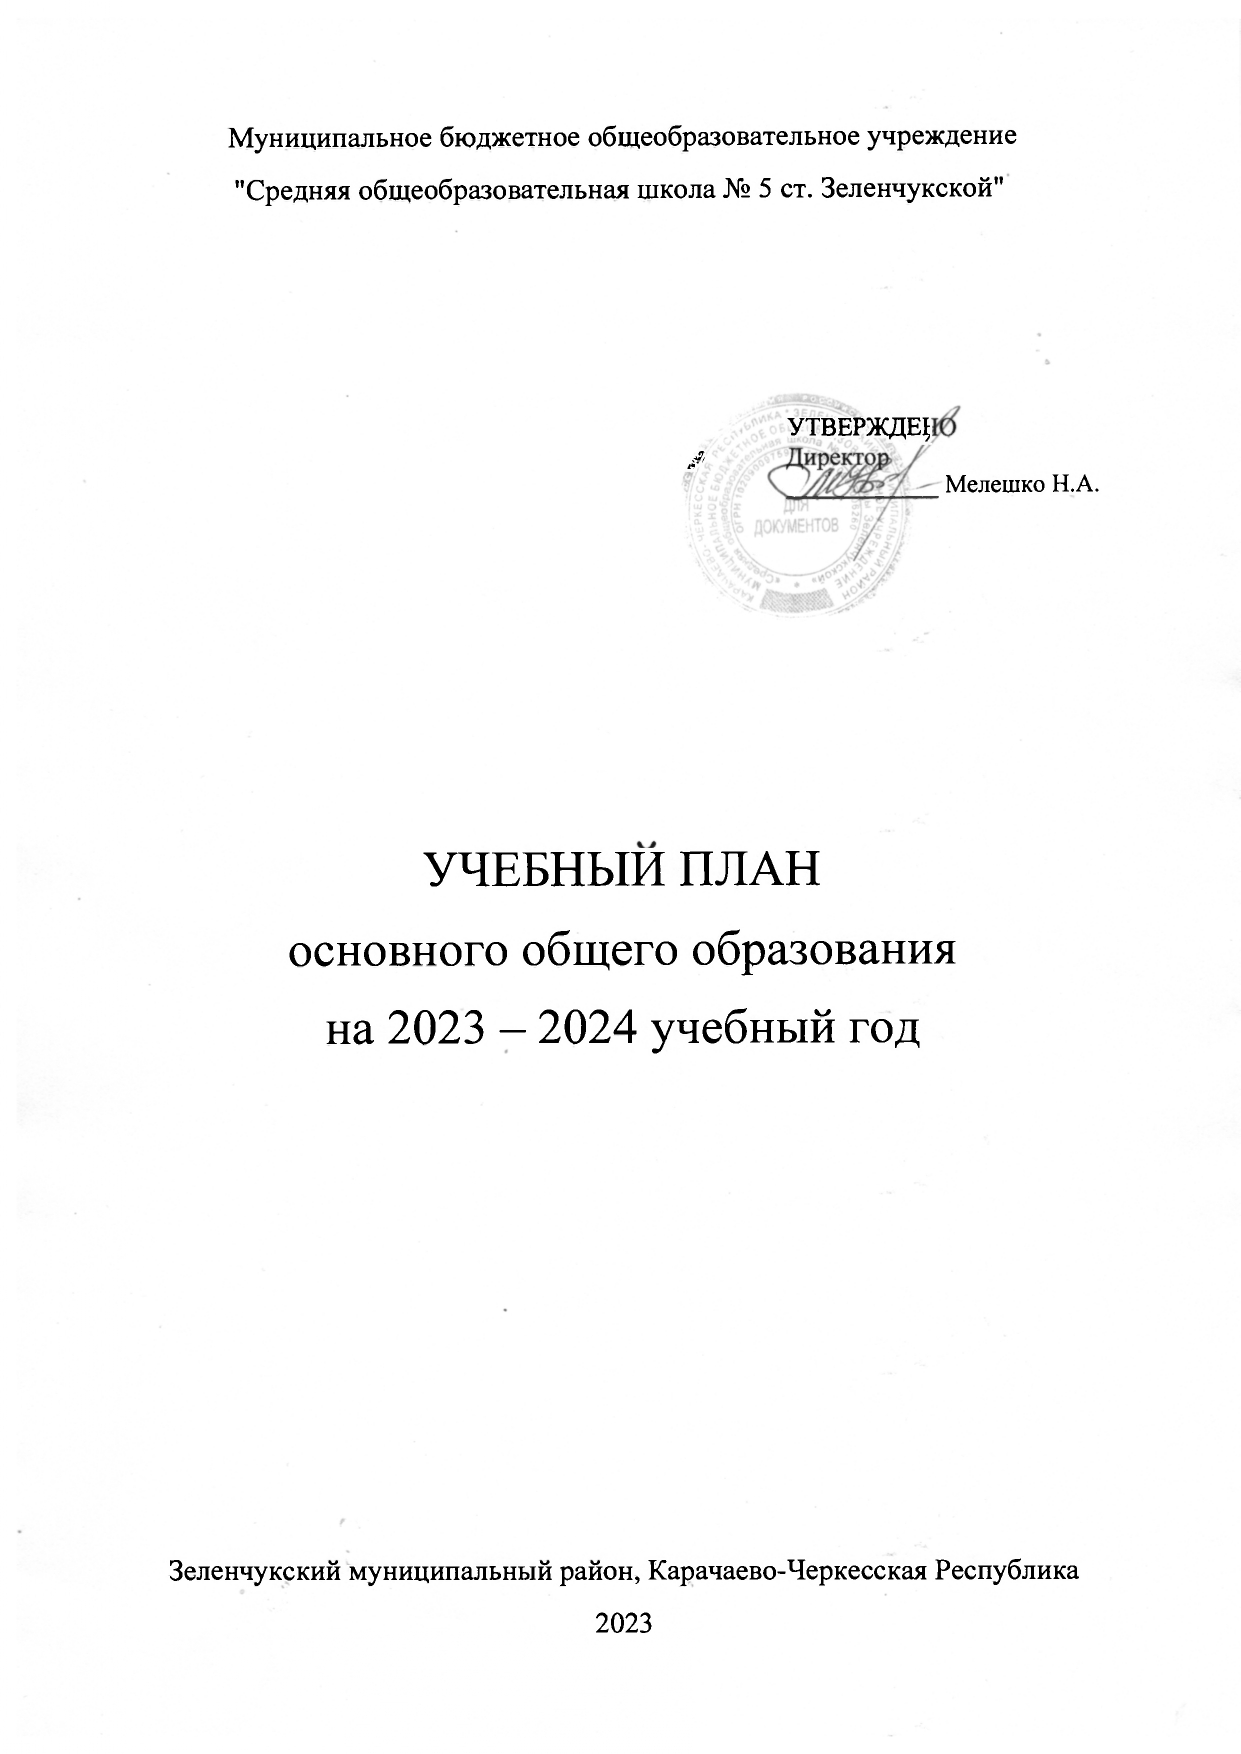 Муниципальное бюджетное общеобразовательное учреждение
"Средняя общеобразовательная школа № 5 ст. Зеленчукской"
УТВЕРЖДЕНО
Директор
Мелешко Н.А.
ДЛЯ
ДОКУМЕНТОВ
УЧЕБНЫЙ ПЛАН
основного общего образования
на 2023 – 2024 учебный год
Зеленчукский муниципальный район, Карачаево-Черкесская Республика
2023